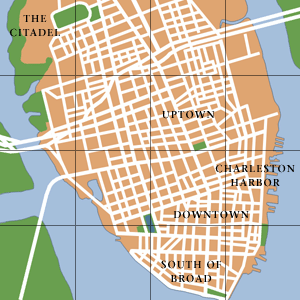 THE
CITADEL
UPTOWN
CHARLESTON
HARBOR
DOWNTOWN
SOUTH OF
BROAD